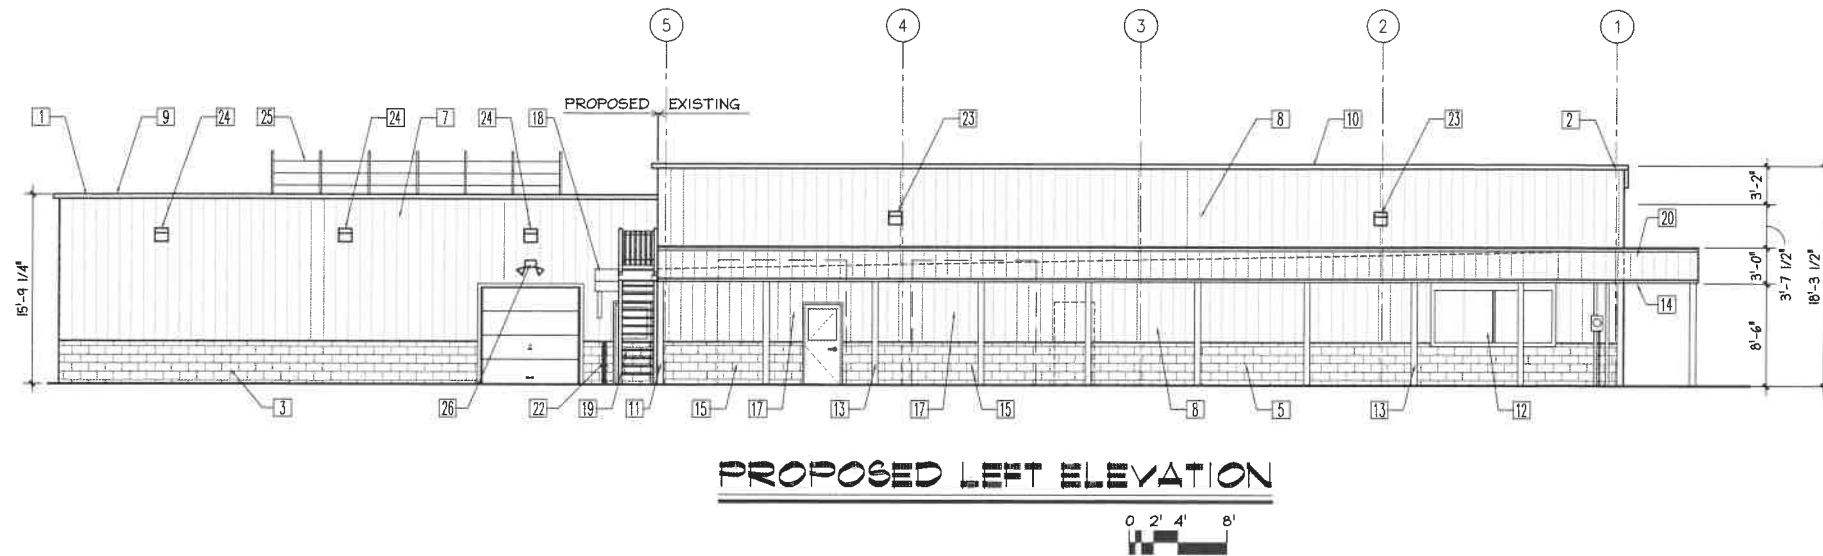 5 4 3 2 1
PROPOSED EXISTING
1 9 24 25 24 7 24 18 23 8 10 23 2
15'-9 1/4"
3'-2"
20
3'-0"
3'-7 1/2"
18'-3 1/2"
14
8'-6"
3 26 22 19 11 15 17 13 17 15 8 5 13 12
PROPOSED LEFT ELEVATION
0 2' 4' 8'